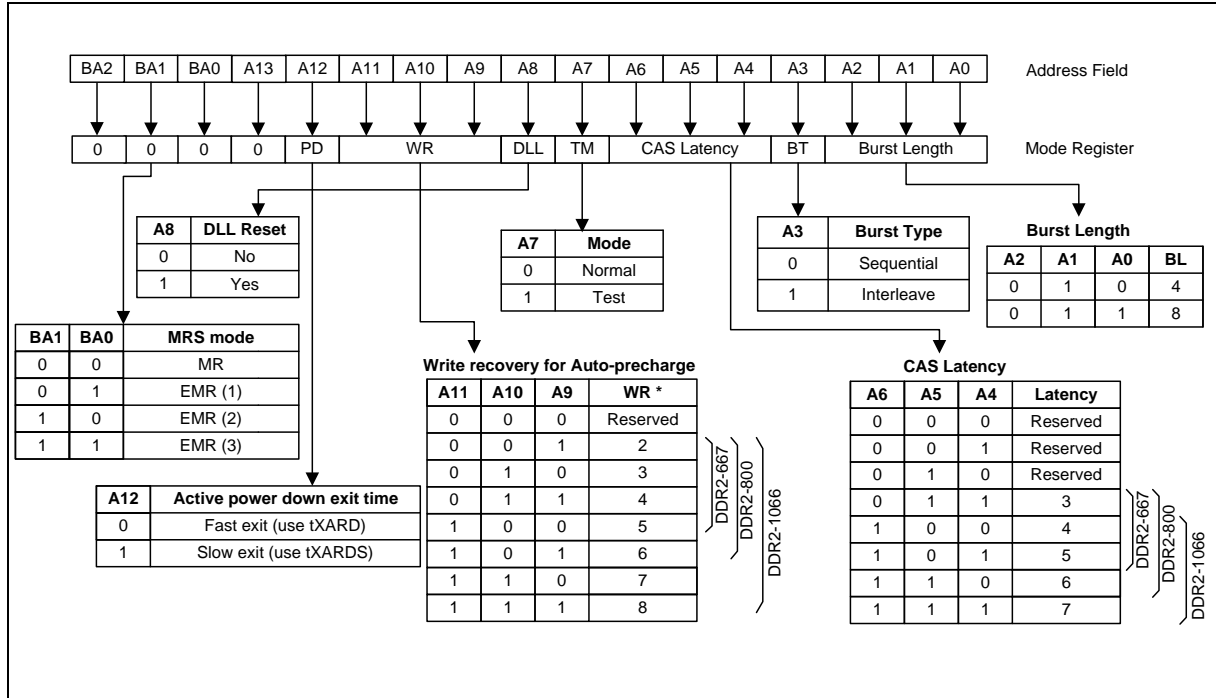 BA2 BA1 BA0 A13 A12 A11 A10 A9 A8 A7 A6 A5 A4 A3 A2 A1 A0 Address Field
0 0 0 0 PD WR DLL TM CAS Latency BT Burst Length Mode Register
A8 DLL Reset
0 No
1 Yes
A7 Mode
0 Normal
1 Test
A3 Burst Type
0 Sequential
1 Interleave
Burst Length
A2 A1 A0 BL
0 1 0 4
0 1 1 8
BA1 BA0 MRS mode
0 0 MR
0 1 EMR (1)
1 0 EMR (2)
1 1 EMR (3)
A12 Active power down exit time
0 Fast exit (use tXARD)
1 Slow exit (use tXARDS)
Write recovery for Auto-precharge
A11 A10 A9 WR *
0 0 0 Reserved
0 0 1 2
0 1 0 3
0 1 1 4
1 0 0 5
1 0 1 6
1 1 0 7
1 1 1 8
DDR2-667
DDR2-800
DDR2-1066
CAS Latency
A6 A5 A4 Latency
0 0 0 Reserved
0 0 1 Reserved
0 1 0 Reserved
0 1 1 3
1 0 0 4
1 0 1 5
1 1 0 6
1 1 1 7
DDR2-667
DDR2-800
DDR2-1066